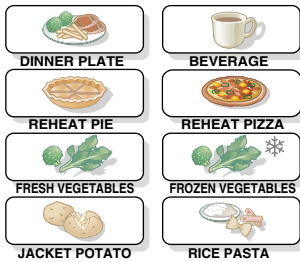 DINNER PLATE
BEVERAGE
REHEAT PIE
REHEAT PIZZA
FRESH VEGETABLES
FROZEN VEGETABLES
JACKET POTATO
RICE PASTA